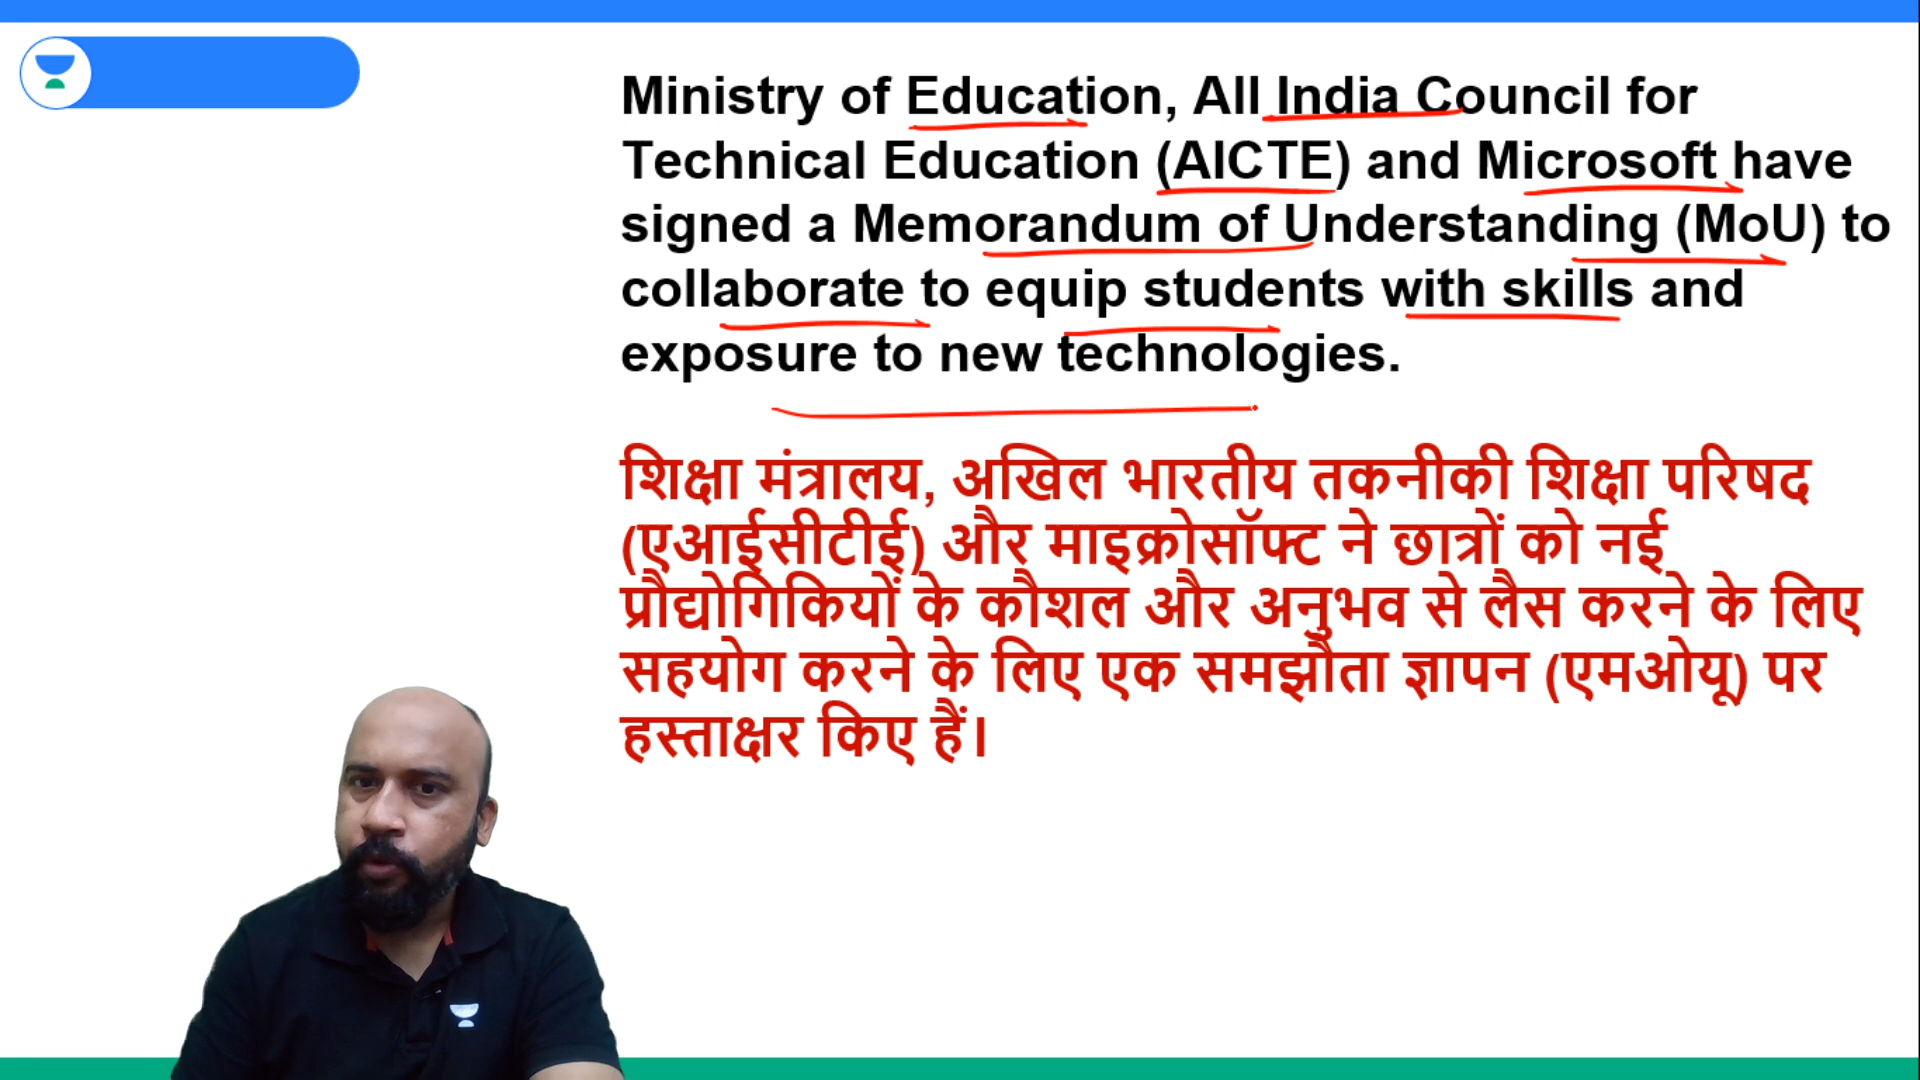 Ministry of Education, All India Council for
Technical Education (AICTE) and Microsoft have
signed a Memorandum of Understanding (MoU) to
collaborate to equip students with skills and
exposure to new technologies.
शिक्षा मंत्रालय, अखिल भारतीय तकनीकी शिक्षा परिषद
(एआईसीटीई) और माइक्रोसॉफ्ट ने छात्रों को नई
प्रौद्योगिकियों के कौशल और अनुभव से लैस करने के लिए
सहयोग करने के लिए एक समझौता ज्ञापन (एमओयू) पर
हस्ताक्षर किए हैं।